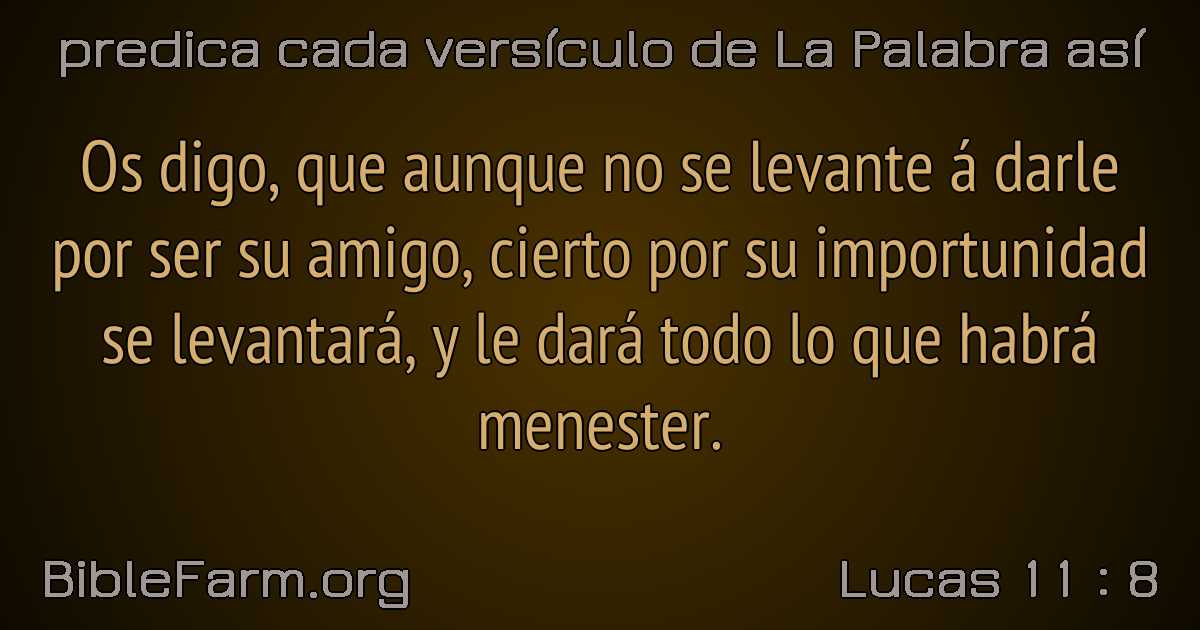 predica cada versículo de La Palabra así
Os digo, que aunque no se levante á darle
por ser su amigo, cierto por su importunidad
se levantará, y le dará todo lo que habrá
menester.
BibleFarm.org
Lucas 11 : 8